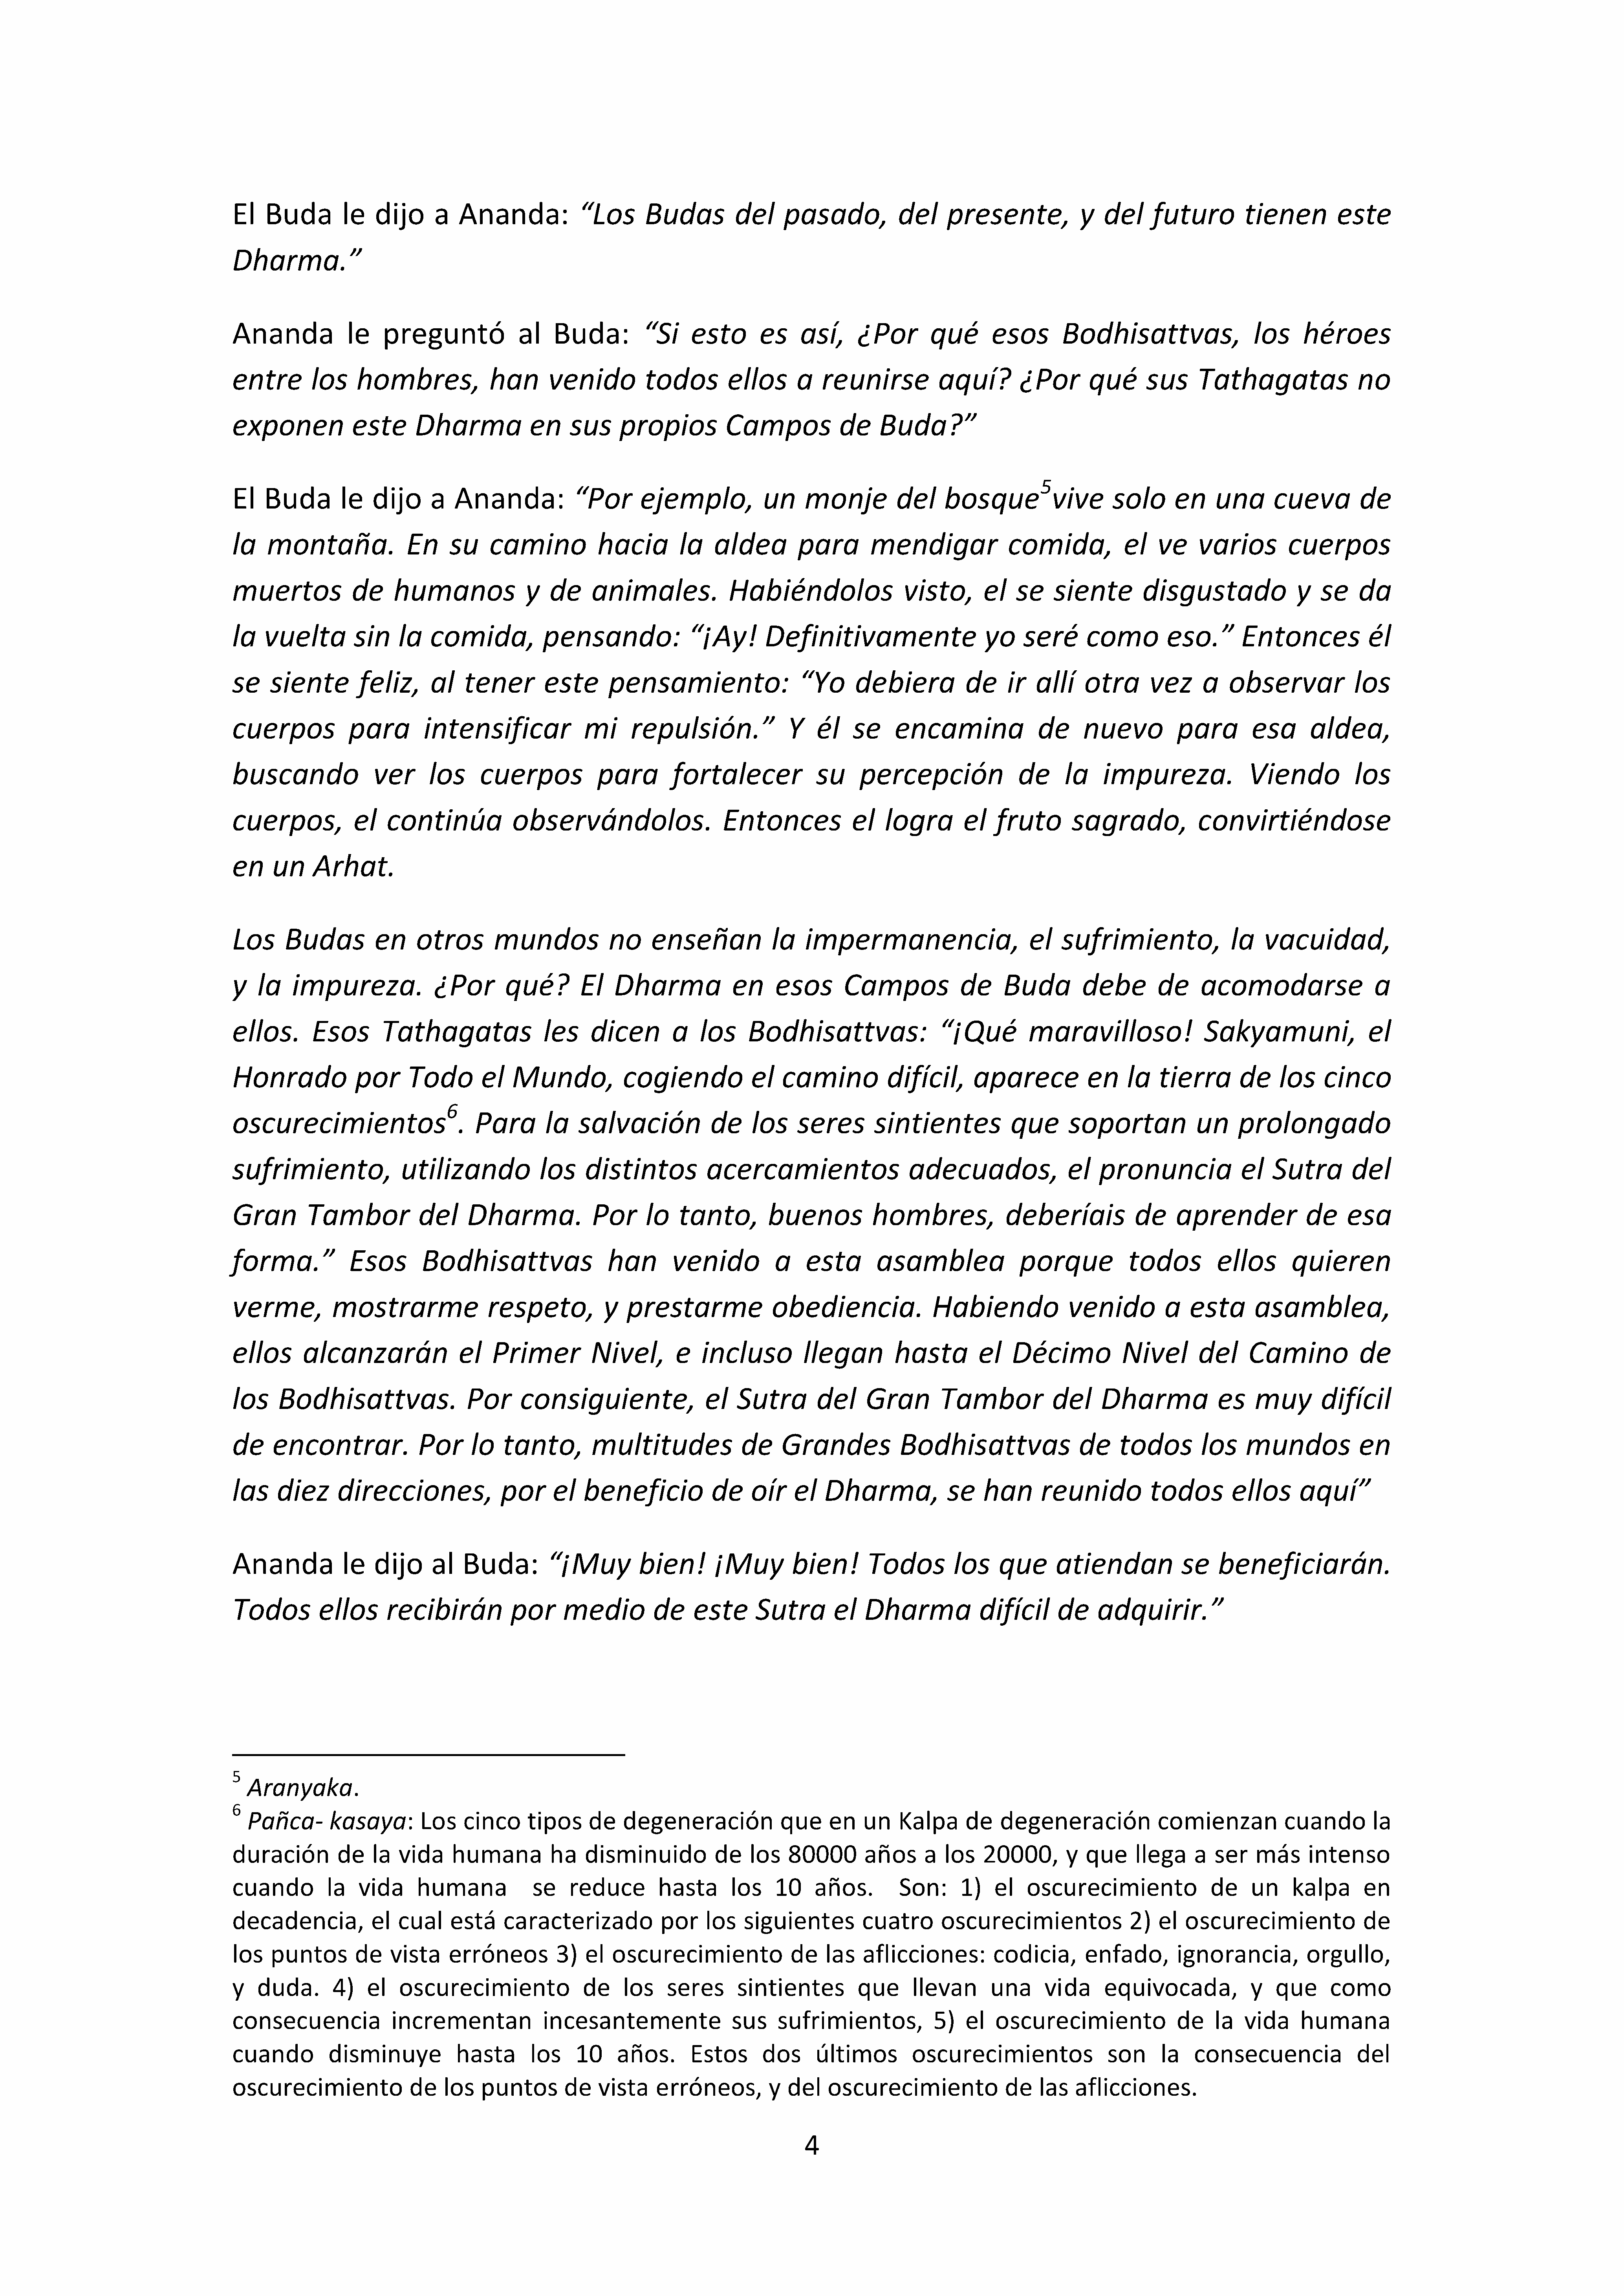 El Buda le dijo a Ananda: “Los Budas del pasado, del presente, y del futuro tienen este
Dharma.”
Ananda le preguntó al Buda: “Si esto es así, ¿Por qué esos Bodhisattvas, los héroes
entre los hombres, han venido todos ellos a reunirse aquí? ¿Por qué sus Tathagatas no
exponen este Dharma en sus propios Campos de Buda?”
El Buda le dijo a Ananda: “Por ejemplo, un monje del bosque5vive solo en una cueva de
la montaña. En su camino hacia la aldea para mendigar comida, el ve varios cuerpos
muertos de humanos y de animales. Habiéndolos visto, el se siente disgustado y se da
la vuelta sin la comida, pensando: “¡Ay! Definitivamente yo seré como eso.” Entonces él
se siente feliz, al tener este pensamiento: “Yo debiera de ir allí otra vez a observar los
cuerpos para intensificar mi repulsión.” Y él se encamina de nuevo para esa aldea,
buscando ver los cuerpos para fortalecer su percepción de la impureza. Viendo los
cuerpos, el continúa observándolos. Entonces el logra el fruto sagrado, convirtiéndose
en un Arhat.
Los Budas en otros mundos no enseñan la impermanencia, el sufrimiento, la vacuidad,
y la impureza. ¿Por qué? El Dharma en esos Campos de Buda debe de acomodarse a
ellos. Esos Tathagatas les dicen a los Bodhisattvas: “¡Qué maravilloso! Sakyamuni, el
Honrado por Todo el Mundo, cogiendo el camino difícil, aparece en la tierra de los cinco
oscurecimientos6. Para la salvación de los seres sintientes que soportan un prolongado
sufrimiento, utilizando los distintos acercamientos adecuados, el pronuncia el Sutra del
Gran Tambor del Dharma. Por lo tanto, buenos hombres, deberíais de aprender de esa
forma.” Esos Bodhisattvas han venido a esta asamblea porque todos ellos quieren
verme, mostrarme respeto, y prestarme obediencia. Habiendo venido a esta asamblea,
ellos alcanzarán el Primer Nivel, e incluso llegan hasta el Décimo Nivel del Camino de
los Bodhisattvas. Por consiguiente, el Sutra del Gran Tambor del Dharma es muy difícil
de encontrar. Por lo tanto, multitudes de Grandes Bodhisattvas de todos los mundos en
las diez direcciones, por el beneficio de oír el Dharma, se han reunido todos ellos aquí”
Ananda le dijo al Buda: “¡Muy bien! ¡Muy bien! Todos los que atiendan se beneficiarán.
Todos ellos recibirán por medio de este Sutra el Dharma difícil de adquirir.”
5 Aranyaka.
6 Pañca- kasaya: Los cinco tipos de degeneración que en un Kalpa de degeneración comienzan cuando la
duración de la vida humana ha disminuido de los 80000 años a los 20000, y que llega a ser más intenso
cuando la vida humana se reduce hasta los 10 años. Son: 1) el oscurecimiento de un kalpa en
decadencia, el cual está caracterizado por los siguientes cuatro oscurecimientos 2) el oscurecimiento de
los puntos de vista erróneos 3) el oscurecimiento de las aflicciones: codicia, enfado, ignorancia, orgullo,
y duda. 4) el oscurecimiento de los seres sintientes que llevan una vida equivocada, y que como
consecuencia incrementan incesantemente sus sufrimientos, 5) el oscurecimiento de la vida humana
cuando disminuye hasta los 10 años. Estos dos últimos oscurecimientos son la consecuencia del
oscurecimiento de los puntos de vista erróneos, y del oscurecimiento de las aflicciones.
4